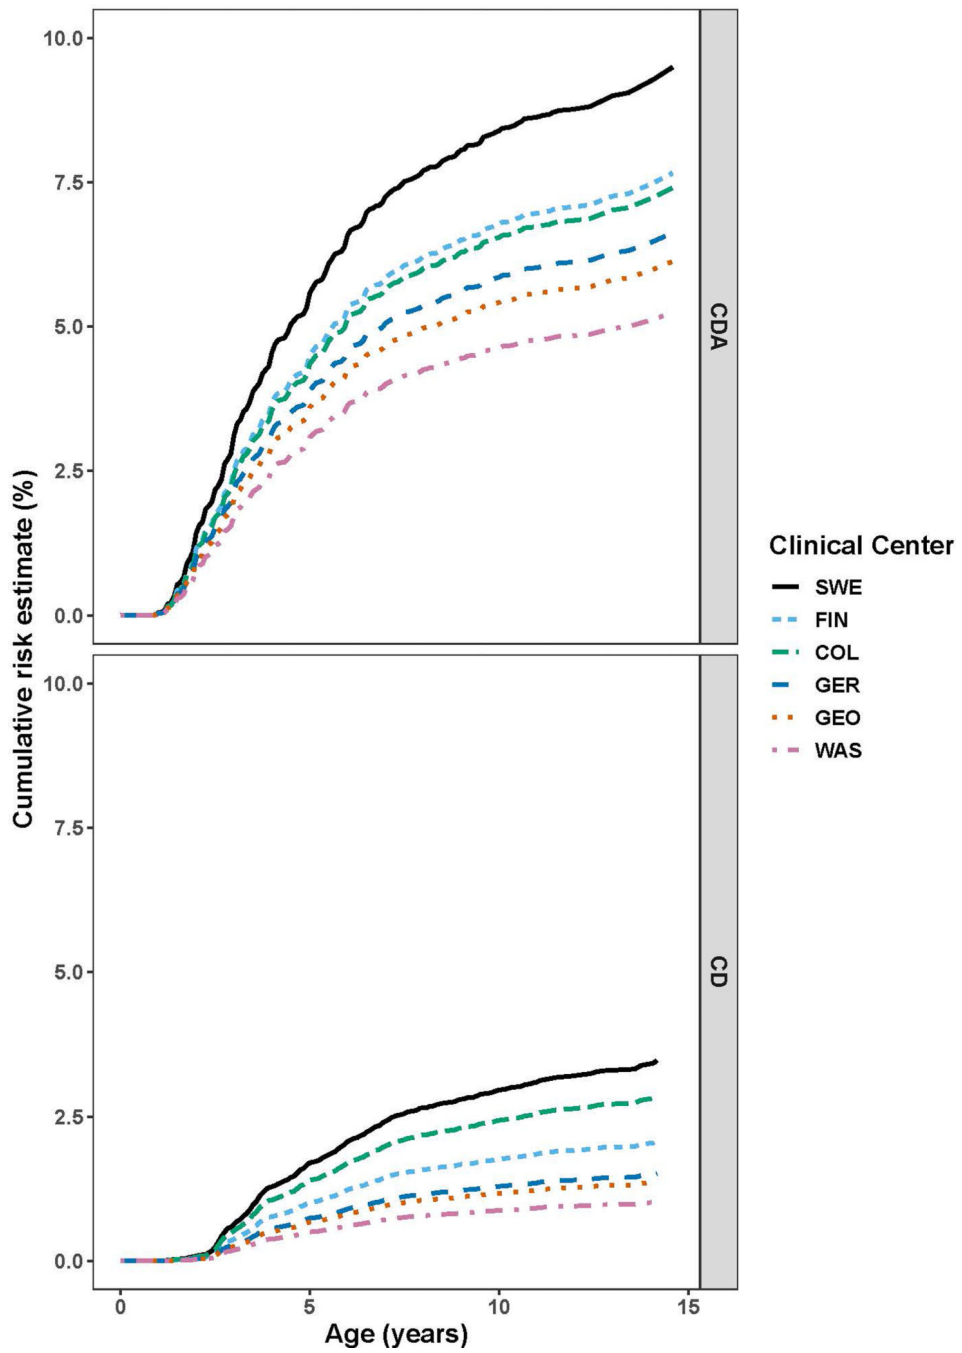 Cumulative risk estimate (%)
10.0
7.5
5.0
2.5
0.0
CDA
10.0
7.5
5.0
2.5
0.0
CD
0
5
10
15
Age (years)
Clinical Center
SWE
FIN
COL
GER
GEO
WAS